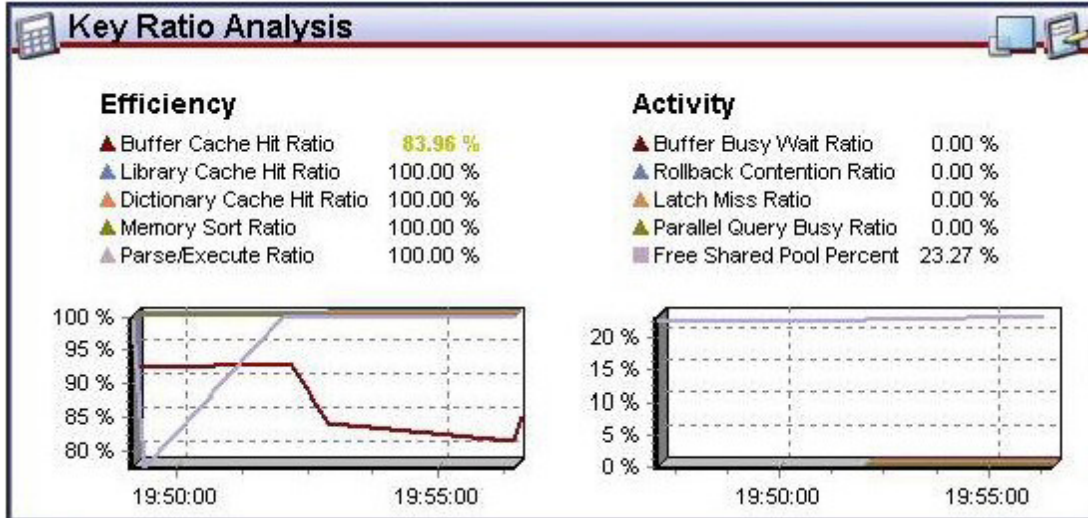 Key Ratio Analysis
Efficiency
Buffer Cache Hit Ratio 83.96 %
Library Cache Hit Ratio 100.00 %
Dictionary Cache Hit Ratio 100.00 %
Memory Sort Ratio 100.00 %
Parse/Execute Ratio 100.00 %
100 %
95 %
90 %
85 %
80 %
19:50:00 19:55:00
Activity
Buffer Busy Wait Ratio 0.00 %
Rollback Contention Ratio 0.00 %
Latch Miss Ratio 0.00 %
Parallel Query Busy Ratio 0.00 %
Free Shared Pool Percent 23.27 %
20 %
15 %
10 %
5 %
0 %
19:50:00 19:55:00